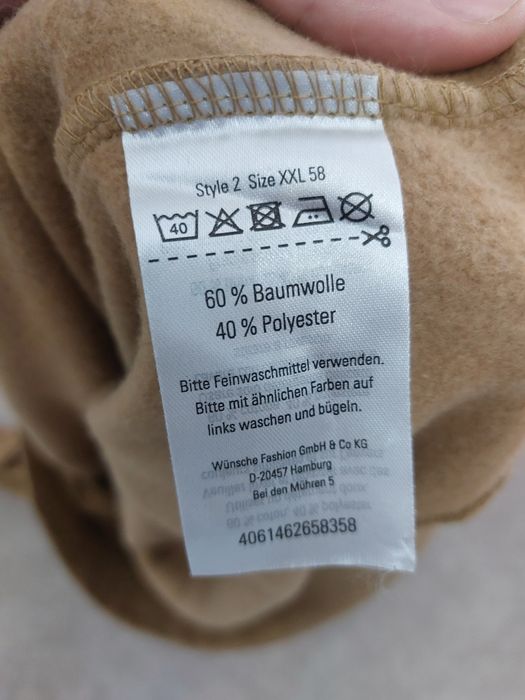 Style 2 Size XXL 58
40
60 % Baumwolle
40 % Polyester
Bitte Feinwaschmittel verwenden.
Bitte mit ähnlichen Farben auf
links waschen und bügeln.
Wünsche Fashion GmbH & Co KG
D-20457 Hamburg
Bei den Mühren 5
4061462658358